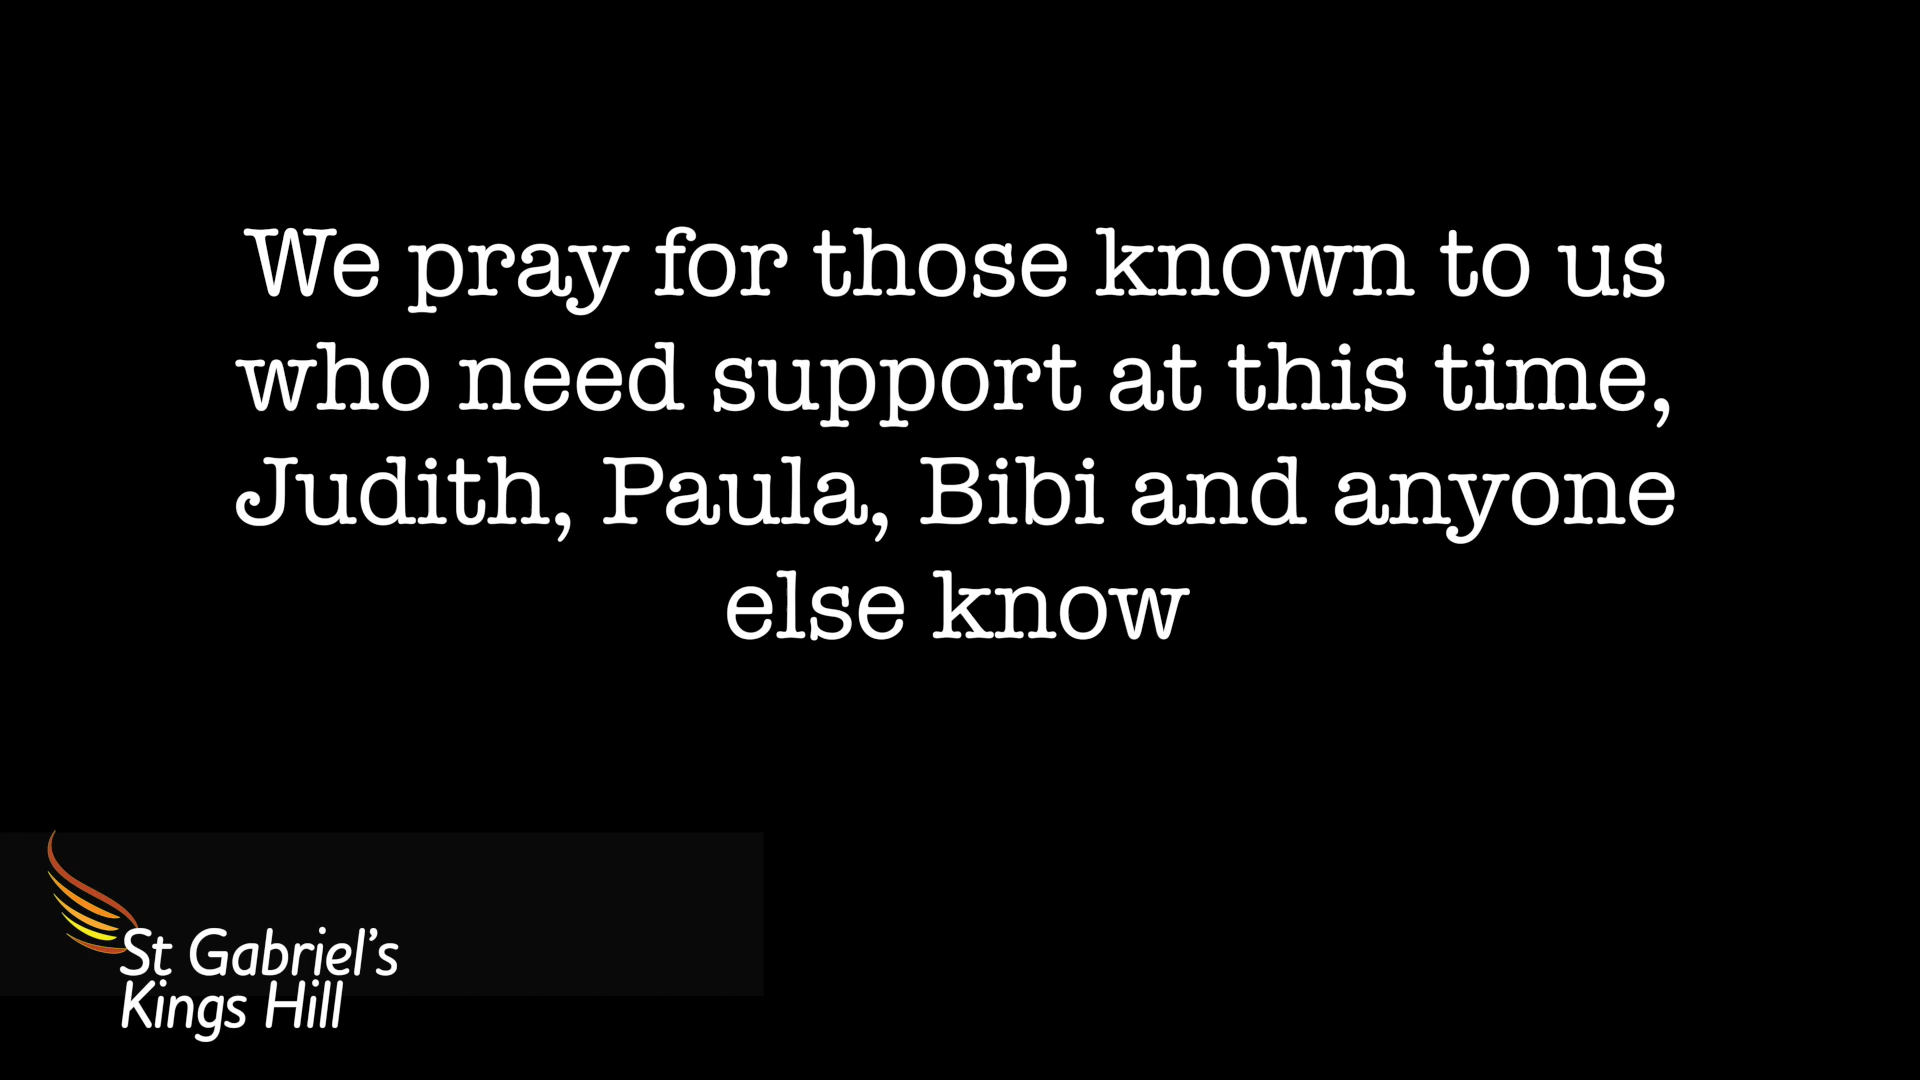 We pray for those known to us
who need support at this time,
Judith, Paula, Bibi and anyone
else know
St Gabriel's
Kings Hill